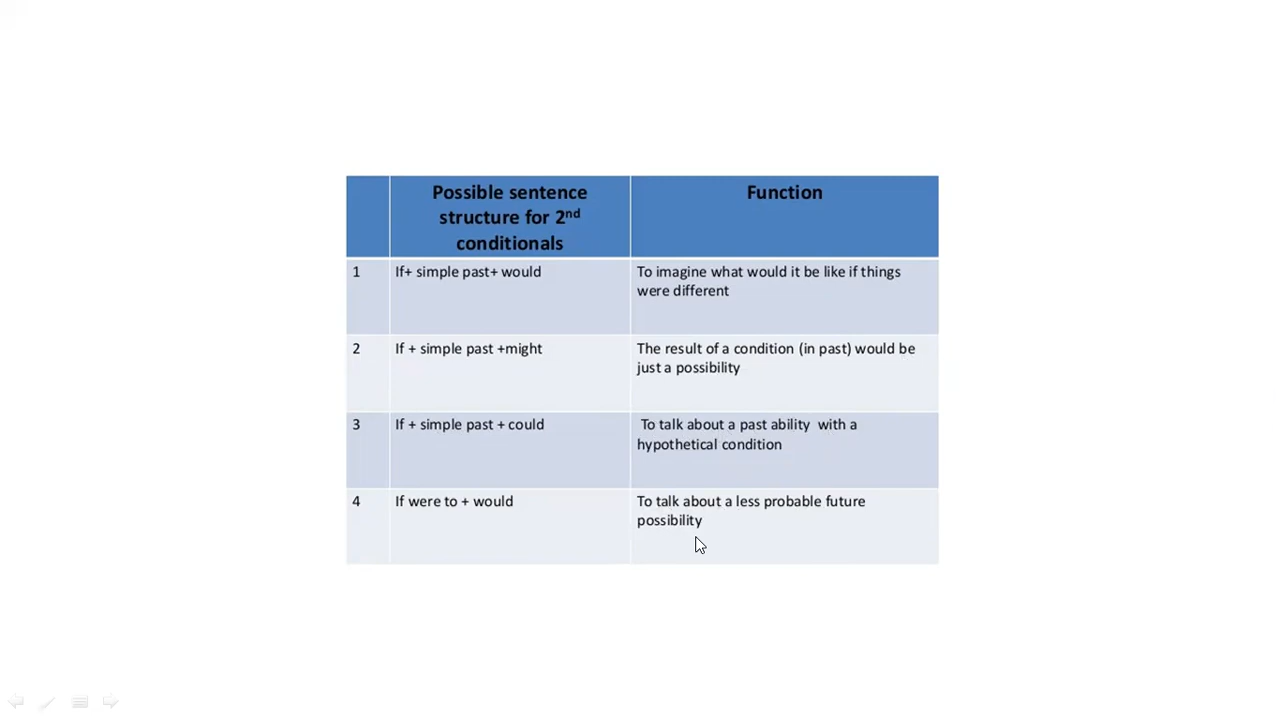 Possible sentence
structure for 2nd
conditionals
Function
1
If+ simple past+ would
To imagine what would it be like if things
were different
2
If + simple past +might
The result of a condition (in past) would be
just a possibility
3
If + simple past + could
To talk about a past ability with a
hypothetical condition
4
If were to + would
To talk about a less probable future
possibility